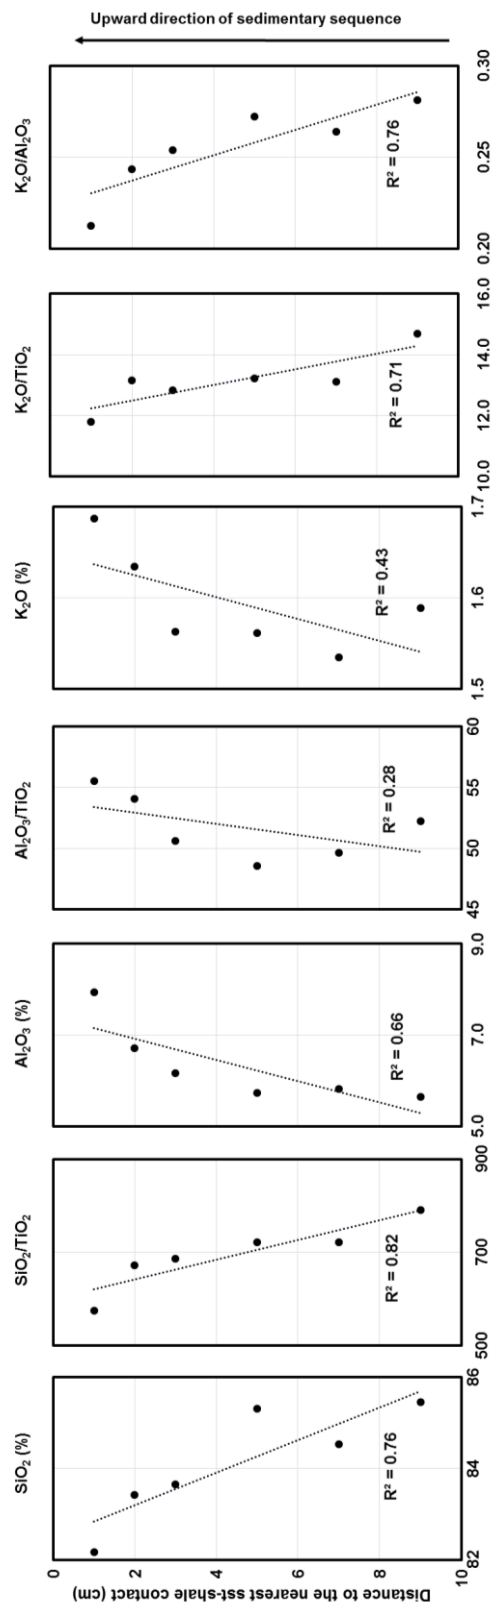 Upward direction of sedimentary sequence
SiO₂ (%)
SiO₂/TiO₂
Al₂O₃ (%)
Al₂O₃/TiO₂
K₂O (%)
K₂O/TiO₂
K₂O/Al₂O₃
Distance to the nearest sst-shale contact (cm)
0
2
4
6
8
10
R² = 0.76
R² = 0.82
R² = 0.66
R² = 0.28
R² = 0.43
R² = 0.71
R² = 0.76
82 84 86
500 700 900
5.0 7.0 9.0
45 50 55 60
1.5 1.6 1.7
10.0 12.0 14.0 16.0
0.20 0.25 0.30